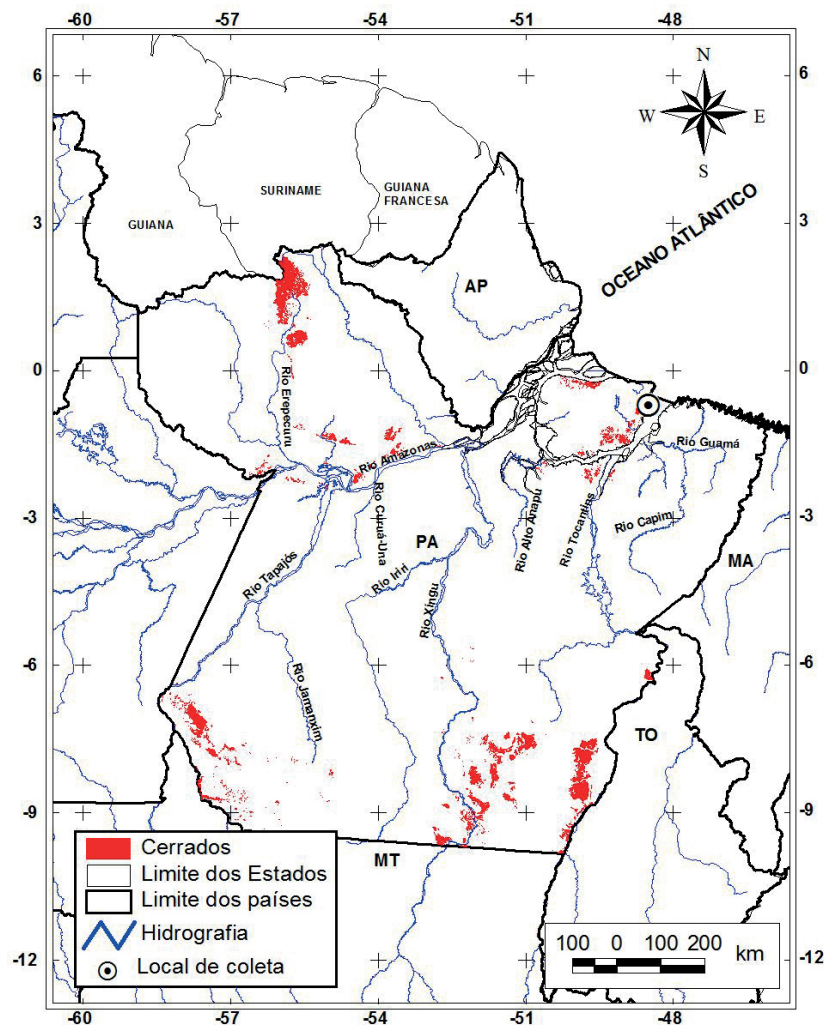 -60 -57 -54 -51 -48
6 6
N
W E
S
GUIANA
SURINAME
GUIANA
FRANCESA
3 3
OCEANO ATLÂNTICO
AP
0 0
Rio Erepecuru
Rio Amazonas
Rio Guamá
Rio Curuá-Una
Rio Alto Anapu
Rio Tocantins
Rio Capim
-3 -3
PA
MA
Rio Tapajós
Rio Iriri
Rio Xingu
-6 -6
Rio Jamanxim
TO
-9 -9
MT
Cerrados
Limite dos Estados
Limite dos países
Hidrografia
Local de coleta
100 0 100 200 km
-12 -12
-60 -57 -54 -51 -48